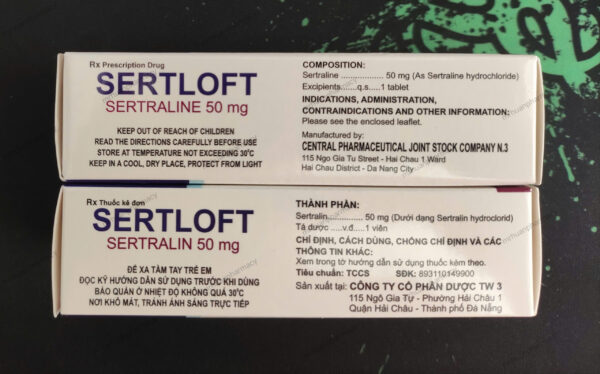 Rx Prescription Drug
SERTLOFT
SERTRALINE 50 mg
KEEP OUT OF REACH OF CHILDREN
READ THE DIRECTIONS CAREFULLY BEFORE USE
STORE AT TEMPERATURE NOT EXCEEDING 30°C
KEEP IN A COOL, DRY PLACE, PROTECT FROM LIGHT
COMPOSITION:
Sertraline .................. 50 mg (As Sertraline hydrochloride)
Excipients.......q.s.....1 tablet
INDICATIONS, ADMINISTRATION,
CONTRAINDICATIONS AND OTHER INFORMATION:
Please see the enclosed leaflet.
Manufactured by:
CENTRAL PHARMACEUTICAL JOINT STOCK COMPANY N.3
115 Ngo Gia Tu Street - Hai Chau 1 Ward
Hai Chau District - Da Nang City
Rx Thuốc kê đơn
SERTLOFT
SERTRALIN 50 mg
ĐỂ XA TẦM TAY TRẺ EM
ĐỌC KỸ HƯỚNG DẪN SỬ DỤNG TRƯỚC KHI DÙNG
BẢO QUẢN Ở NHIỆT ĐỘ KHÔNG QUÁ 30°C
NƠI KHÔ MÁT, TRÁNH ÁNH SÁNG TRỰC TIẾP
THÀNH PHẦN:
Sertralin............... 50 mg (Dưới dạng Sertralin hydroclorid)
Tá dược .....v.đ....1 viên
CHỈ ĐỊNH, CÁCH DÙNG, CHỐNG CHỈ ĐỊNH VÀ CÁC
THÔNG TIN KHÁC:
Xem trong tờ hướng dẫn sử dụng thuốc kèm theo.
Tiêu chuẩn: TCCS SĐK: 893110149900
Sản xuất tại: CÔNG TY CỔ PHẦN DƯỢC TW 3
115 Ngô Gia Tự - Phường Hải Châu 1
Quận Hải Châu - Thành phố Đà Nẵng